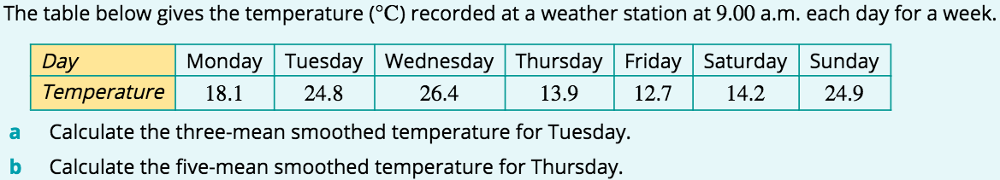 The table below gives the temperature (°C) recorded at a weather station at 9.00 a.m. each day for a week.
Day Monday Tuesday Wednesday Thursday Friday Saturday Sunday
Temperature 18.1 24.8 26.4 13.9 12.7 14.2 24.9
a Calculate the three-mean smoothed temperature for Tuesday.
b Calculate the five-mean smoothed temperature for Thursday.